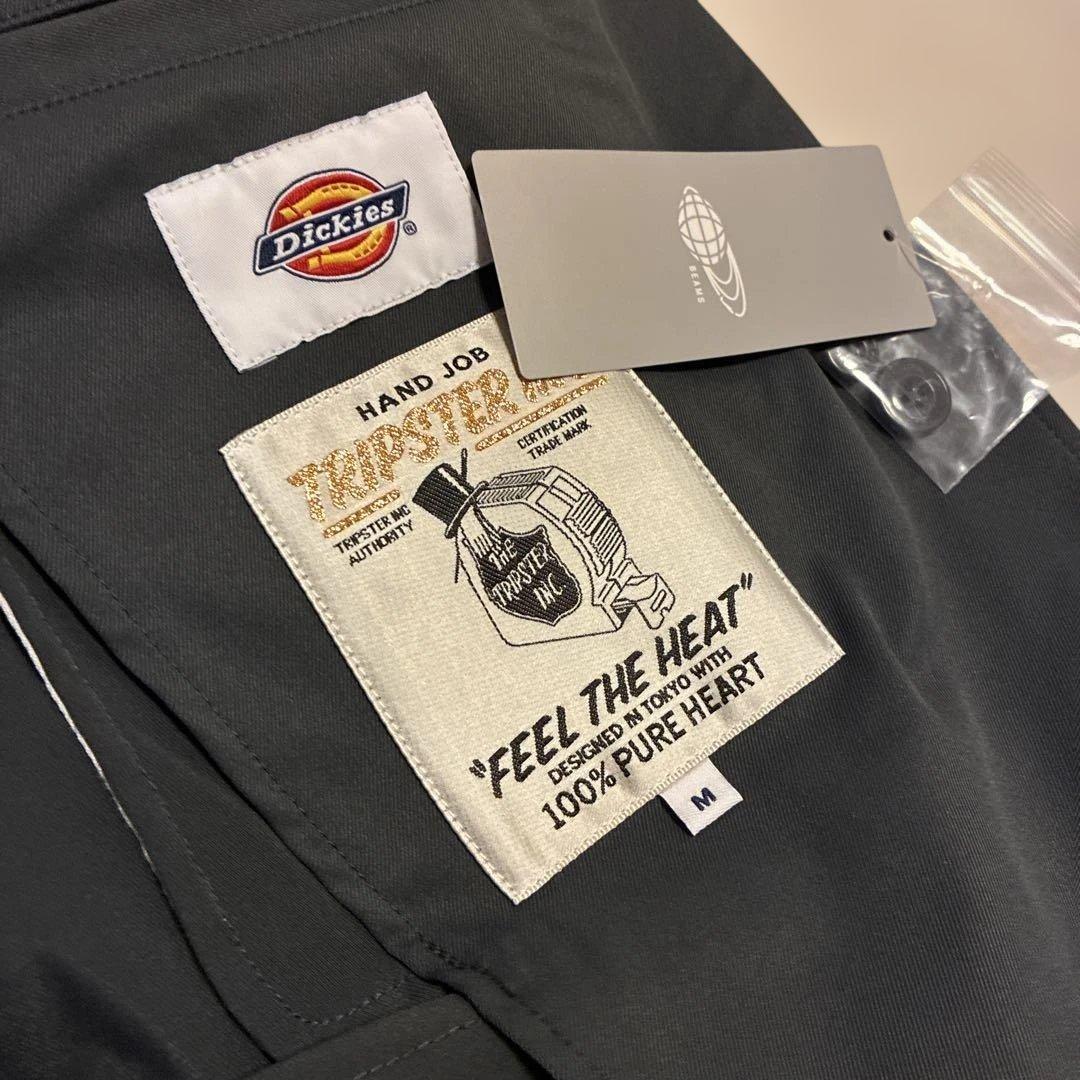 Dickies
®
BEAMS
HAND JOB
TRIPSTER
CERTIFICATION
TRADE MARK
TRIPSTER INC
AUTHORITY
THE
TRIPSTER
INC.
"FEEL THE HEAT"
DESIGNED IN TOKYO WITH
100% PURE HEART
M